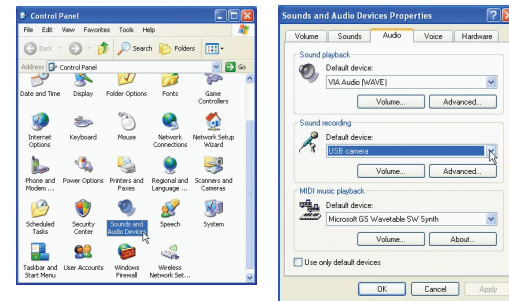 Control Panel
File Edit View Favorites Tools Help
Back Search Folders
Address Control Panel Go
Date and Time Display Folder Options Fonts Game Controllers
Internet Options Keyboard Mouse Network Connections Network Setup Wizard
Phone and Modem ... Power Options Printers and Faxes Regional and Language ... Scanners and Cameras
Scheduled Tasks Security Center Sounds and Audio Devices Speech System
Taskbar and Start Menu User Accounts Windows Firewall Wireless Network Set...
Sounds and Audio Devices Properties
Volume Sounds Audio Voice Hardware
Sound playback
Default device:
VIA Audio (WAVE)
Volume... Advanced...
Sound recording
Default device:
USB camera
Volume... Advanced...
MIDI music playback
Default device:
Microsoft GS Wavetable SW Synth
Volume... About...
Use only default devices
OK Cancel Apply